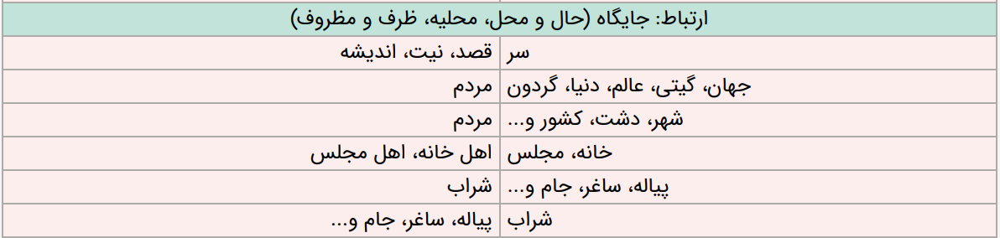 ارتباط: جایگاه (حال و محل، محلیه، ظرف و مظروف)
سر قصد، نیت، اندیشه
جهان، گیتی، عالم، دنیا، گردون مردم
شهر، دشت، کشور و... مردم
خانه، مجلس اهل خانه، اهل مجلس
پیاله، ساغر، جام و... شراب
شراب پیاله، ساغر، جام و...